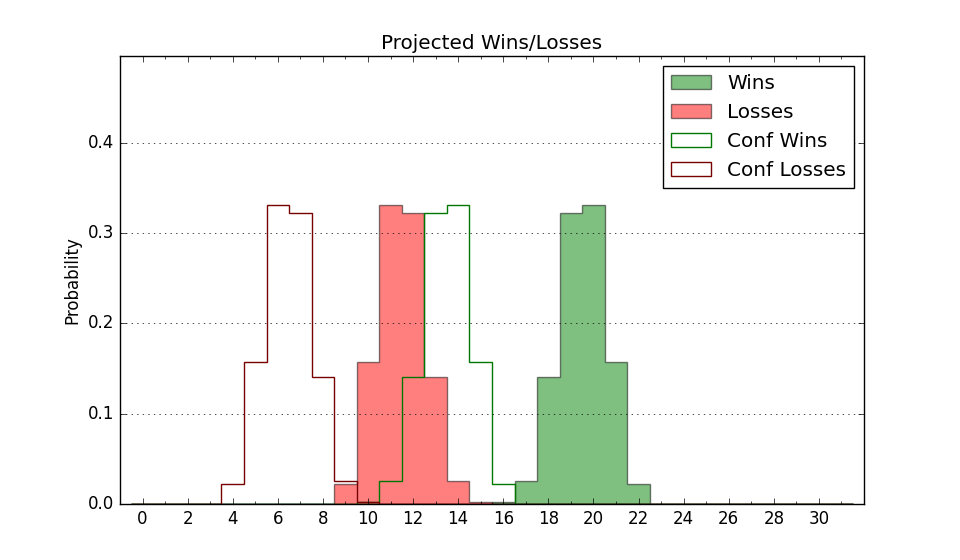 Projected Wins/Losses
Wins
Losses
Conf Wins
Conf Losses
Probability
0.4
0.3
0.2
0.1
0.0
0 2 4 6 8 10 12 14 16 18 20 22 24 26 28 30